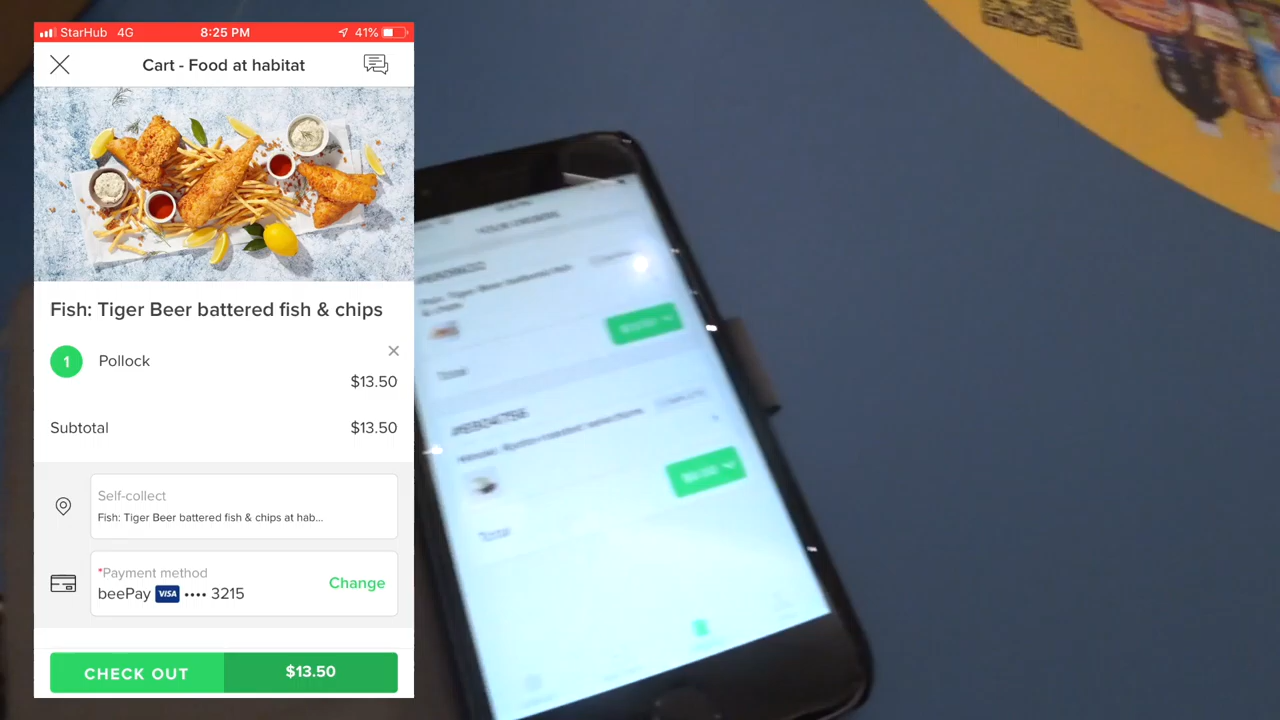 StarHub 4G 8:25 PM 41%
Cart - Food at habitat
Fish: Tiger Beer battered fish & chips
1 Pollock
$13.50
Subtotal $13.50
Self-collect
Fish: Tiger Beer battered fish & chips at hab...
*Payment method
beePay VISA •••• 3215
Change
CHECK OUT $13.50
Total
Total